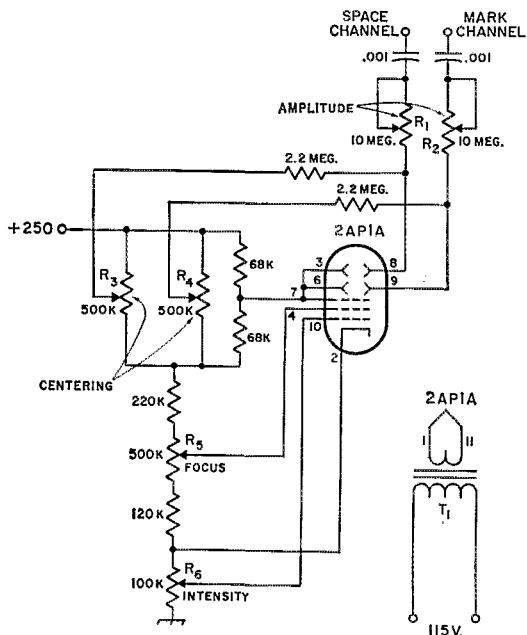 SPACE CHANNEL
MARK CHANNEL
.001
.001
AMPLITUDE
R1
10 MEG.
R2
10 MEG.
2.2 MEG.
2.2 MEG.
+250
2AP1A
R3
500K
R4
500K
68K
68K
3
6
7
4
10
2
8
9
CENTERING
220K
R5
500K
FOCUS
120K
R6
100K
INTENSITY
2AP1A
1
11
T1
115V.